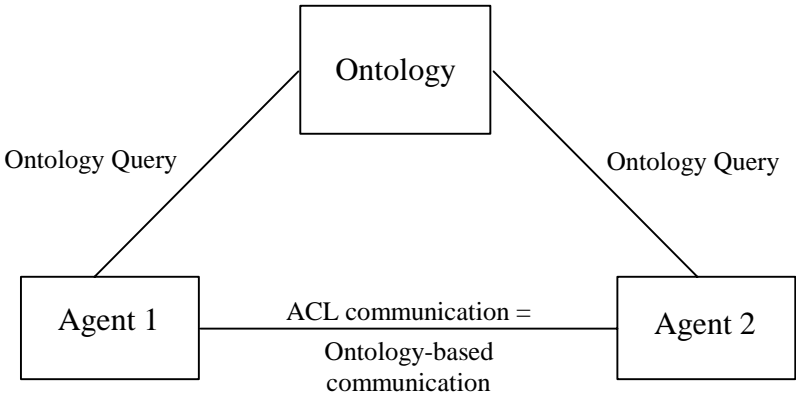 Ontology
Ontology Query
Ontology Query
Agent 1
ACL communication =
Ontology-based
communication
Agent 2